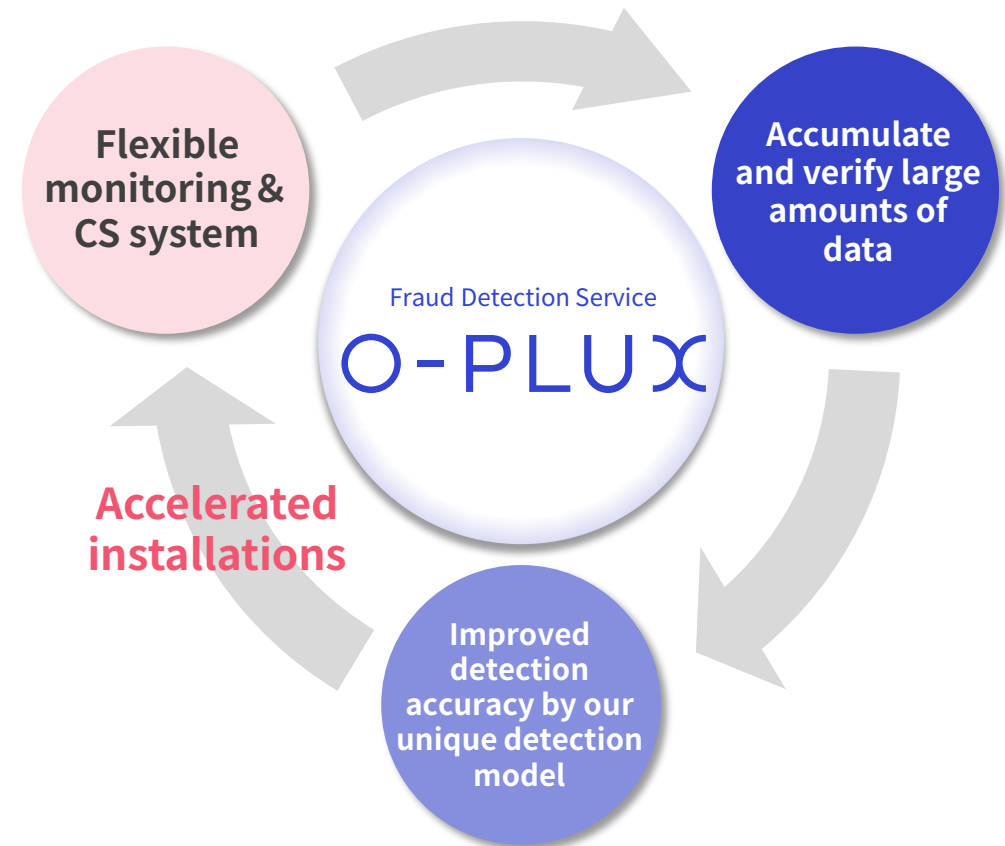 Flexible
monitoring &
CS system
Accumulate
and verify large
amounts of
data
Fraud Detection Service
O-PLUX
Accelerated
installations
Improved
detection
accuracy by our
unique detection
model